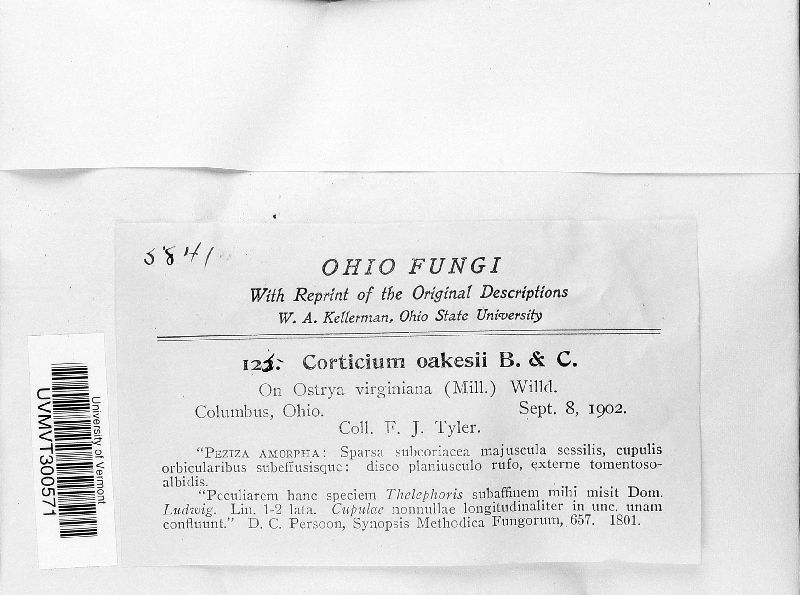 5841
OHIO FUNGI
With Reprint of the Original Descriptions
W. A. Kellerman, Ohio State University
125. Corticium oakesii B. & C.
On Ostrya virginiana (Mill.) Willd.
Columbus, Ohio. Sept. 8, 1902.
Coll. F. J. Tyler.
"PEZIZA AMORPHA: Sparsa subcoriacea majuscula sessilis, cupulis
orbicularibus subeffusisque: disco planiusculo rufo, externe tomentoso-
albidis.
"Peculiarem hanc speciem Thelephoris subaffinem mihi misit Dom.
Ludwig. Lin. 1-2 lata. Cupulae nonnullae longitudinaliter in unc. unam
confluunt." D. C. Persoon, Synopsis Methodica Fungorum, 657. 1801.
University of Vermont
UVMVT300571